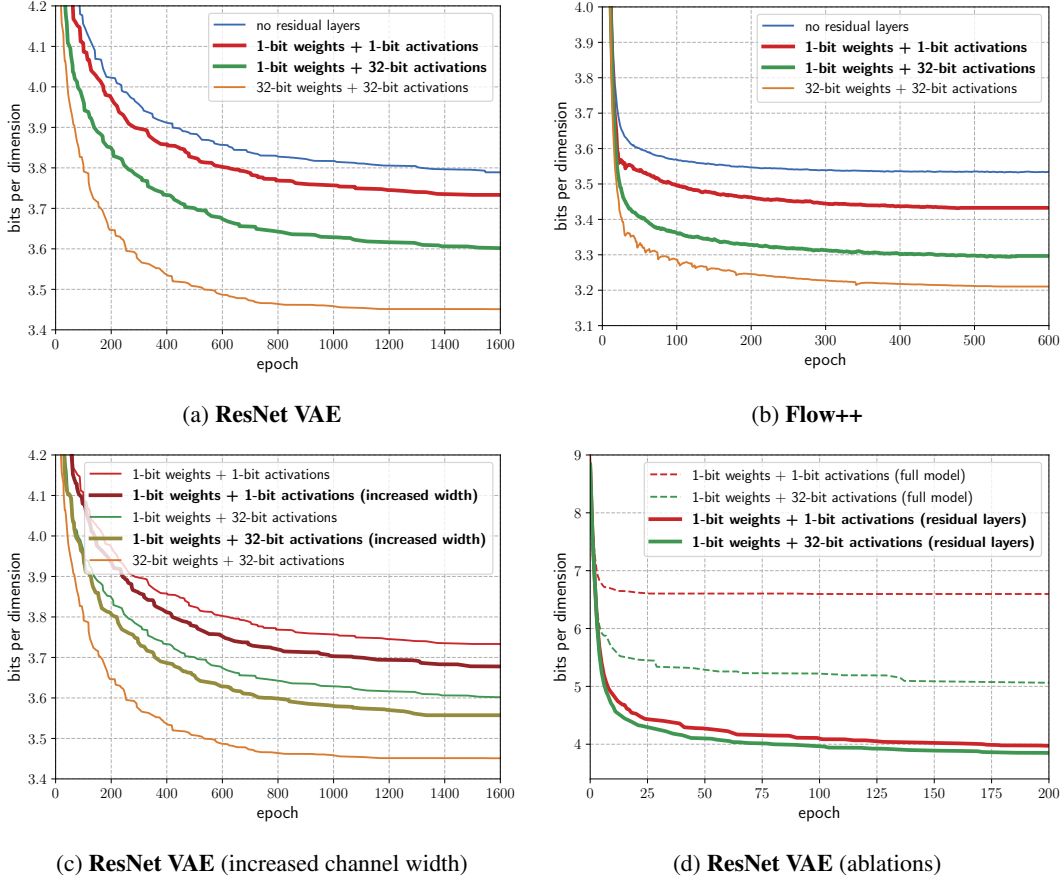 4.2
4.1
4.0
3.9
3.8
3.7
3.6
3.5
3.4
bits per dimension
no residual layers
1-bit weights + 1-bit activations
1-bit weights + 32-bit activations
32-bit weights + 32-bit activations
0 200 400 600 800 1000 1200 1400 1600
epoch
(a) ResNet VAE
4.0
3.9
3.8
3.7
3.6
3.5
3.4
3.3
3.2
3.1
bits per dimension
no residual layers
1-bit weights + 1-bit activations
1-bit weights + 32-bit activations
32-bit weights + 32-bit activations
0 100 200 300 400 500 600
epoch
(b) Flow++
4.2
4.1
4.0
3.9
3.8
3.7
3.6
3.5
3.4
bits per dimension
1-bit weights + 1-bit activations
1-bit weights + 1-bit activations (increased width)
1-bit weights + 32-bit activations
1-bit weights + 32-bit activations (increased width)
32-bit weights + 32-bit activations
0 200 400 600 800 1000 1200 1400 1600
epoch
(c) ResNet VAE (increased channel width)
9
8
7
6
5
4
bits per dimension
1-bit weights + 1-bit activations (full model)
1-bit weights + 32-bit activations (full model)
1-bit weights + 1-bit activations (residual layers)
1-bit weights + 32-bit activations (residual layers)
0 25 50 75 100 125 150 175 200
epoch
(d) ResNet VAE (ablations)